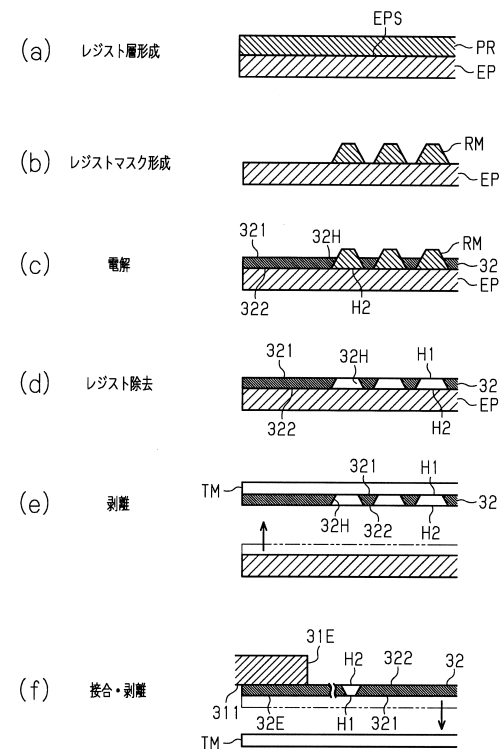 EPS
(a) レジスト層形成 PR
EP
(b) レジストマスク形成 RM
EP
321 32H RM
(c) 電解 32
322 H2 EP
321 32H H1
(d) レジスト除去 32
322 H2 EP
TM 321 H1
(e) 剥離 32
32H 322 H2
31E H2 322 32
(f) 接合・剥離
311 32E H1 321
TM